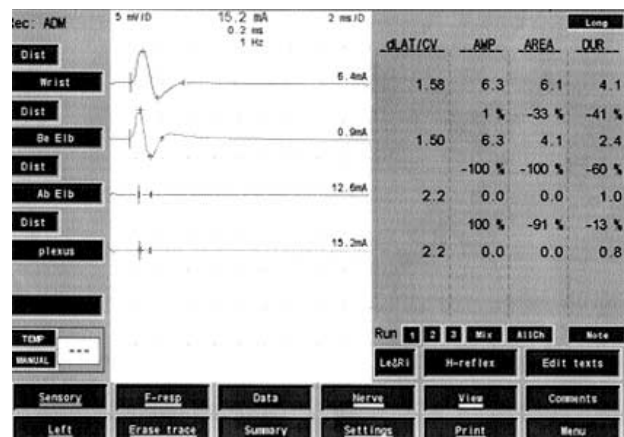 ec: ADM
5 mV/D 15.2 mA 2 ms/D
0.2 ms
1 Hz
Long
dLAT/CV AMP AREA DUR
Dist
Wrist 6.4mA 1.58 6.3 6.1 4.1
Dist 1 % -33 % -41 %
Be Elb 0.9mA 1.50 6.3 4.1 2.4
Dist -100 % -100 % -60 %
Ab Elb 12.6mA 2.2 0.0 0.0 1.0
Dist 100 % -91 % -13 %
plexus 15.2mA 2.2 0.0 0.0 0.8
Run 1 2 3 Mix AllCh Note
TEMP
MANUAL ---
Le&Ri H-reflex Edit texts
Sensory F-resp Data Nerve View Comments
Left Erase trace Summary Settings Print Menu